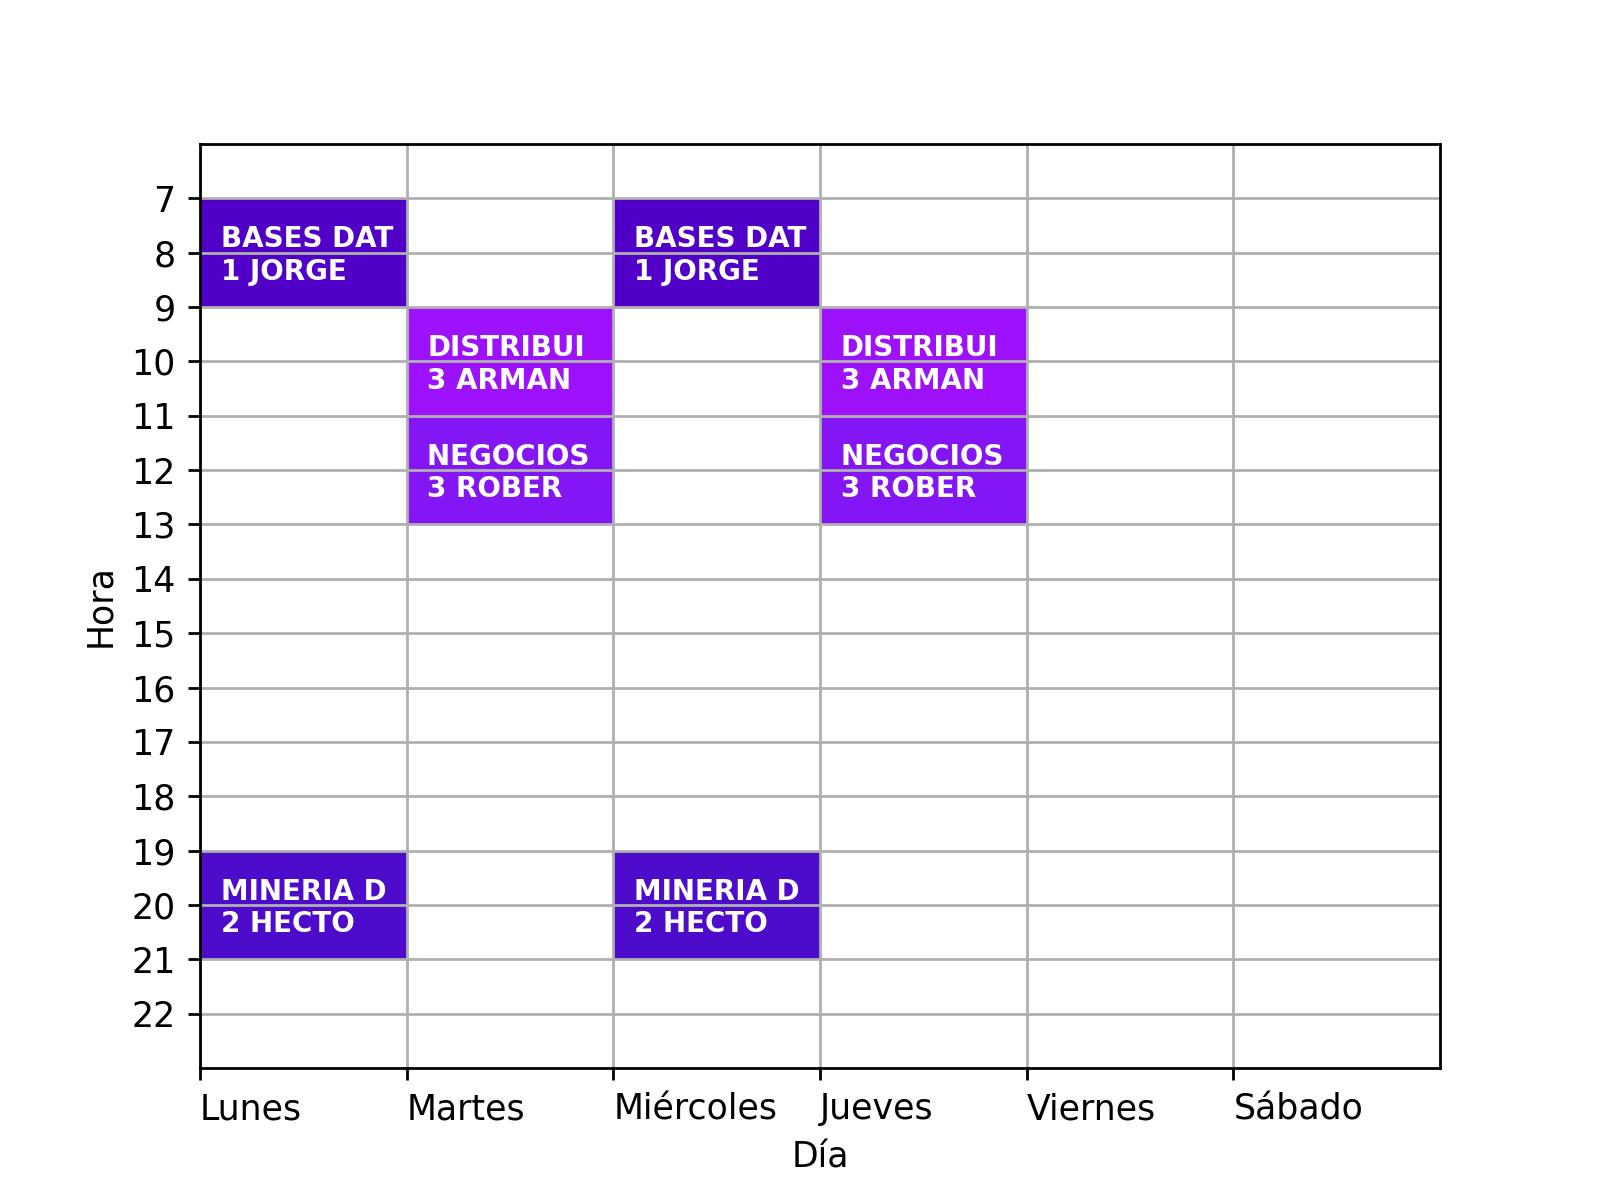 7
BASES DAT
1 JORGE
BASES DAT
1 JORGE
8
9
DISTRIBUI
3 ARMAN
DISTRIBUI
3 ARMAN
10
11
NEGOCIOS
3 ROBER
NEGOCIOS
3 ROBER
12
13
14
Hora
15
16
17
18
19
MINERIA D
2 HECTO
MINERIA D
2 HECTO
20
21
22
Lunes
Martes
Miércoles
Jueves
Viernes
Sábado
Día